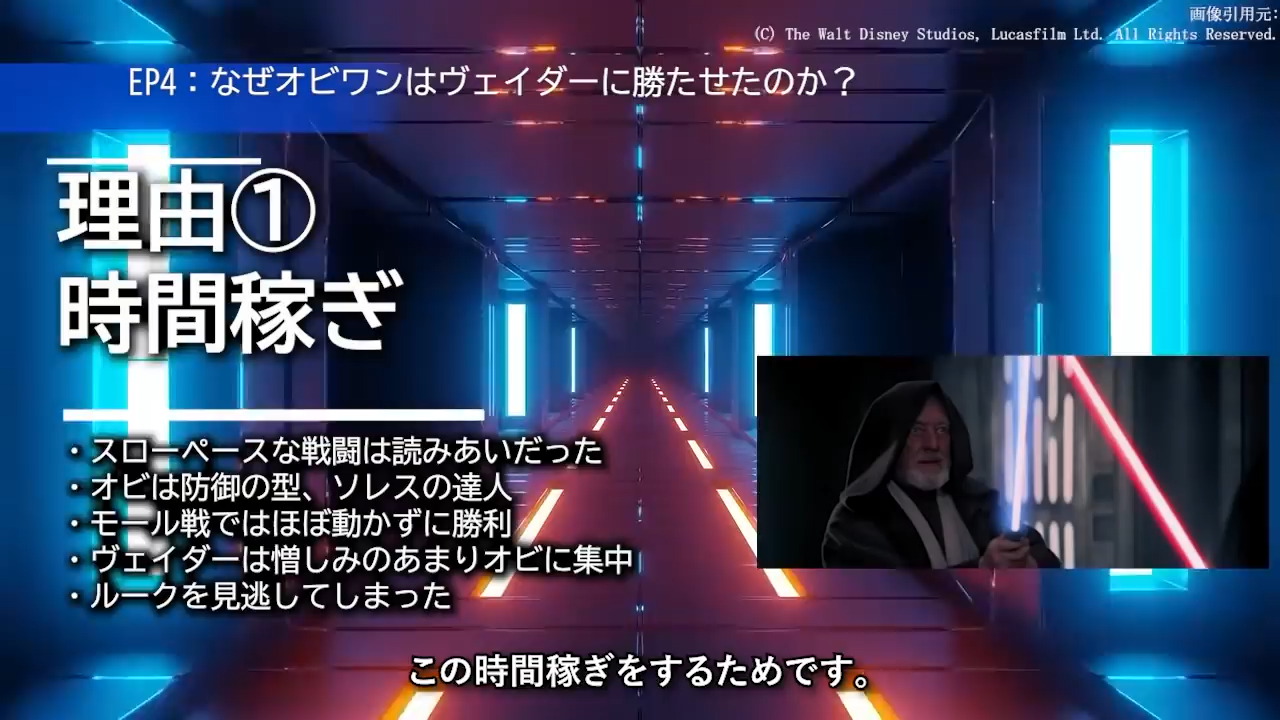 画像引用元:
(C) The Walt Disney Studios, Lucasfilm Ltd. All Rights Reserved.
EP4：なぜオビワンはヴェイダーに勝たせたのか？
理由①
時間稼ぎ
・スローペースな戦闘は読みあいだった
・オビは防御の型、ソレスの達人
・モール戦ではほぼ動かずに勝利
・ヴェイダーは憎しみのあまりオビに集中
・ルークを見逃してしまった
この時間稼ぎをするためです。